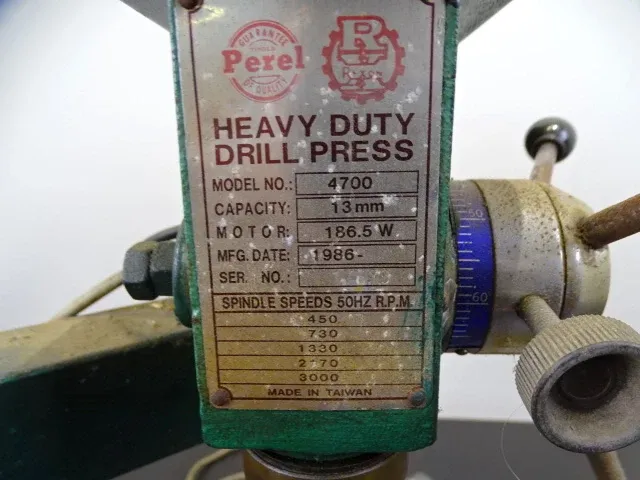 GUARANTEE
Perel
OF QUALITY
R
HEAVY DUTY
DRILL PRESS
MODEL NO.: 4700
CAPACITY: 13mm
MOTOR: 186.5 W
MFG. DATE: 1986-
SER. NO.:
SPINDLE SPEEDS 50HZ R.P.M.
450
730
1330
3000
MADE IN TAIWAN
50
60